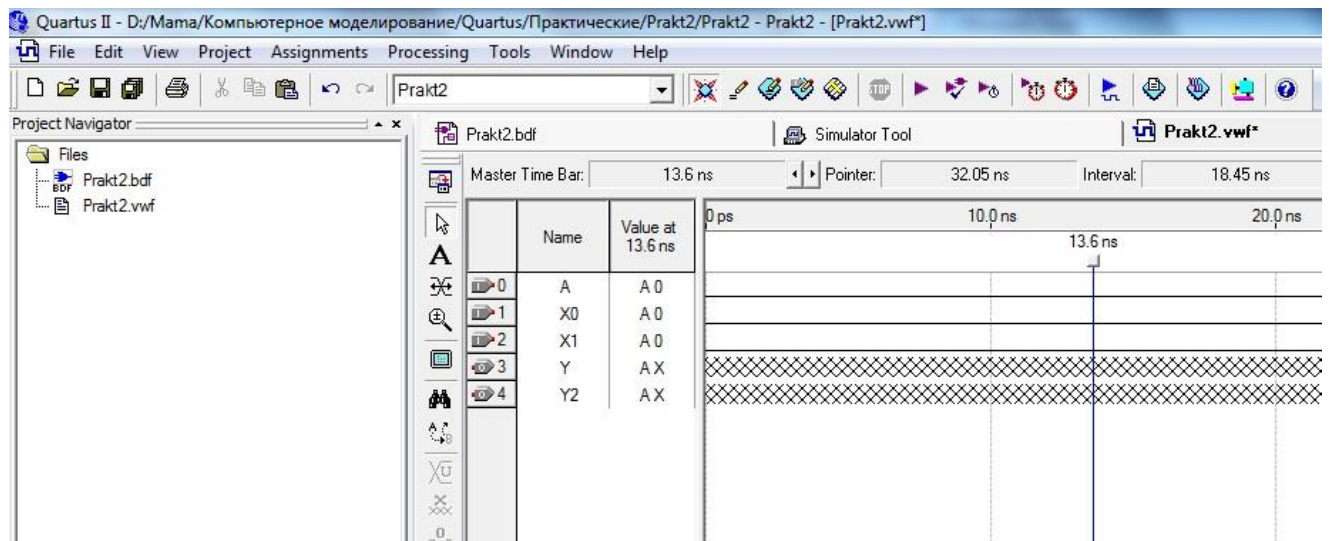 Quartus II - D:/Mama/Компьютерное моделирование/Quartus/Практические/Prakt2/Prakt2 - Prakt2 - [Prakt2.vwf*]
File Edit View Project Assignments Processing Tools Window Help
Prakt2
STOP
Project Navigator
Files
BDF Prakt2.bdf
Prakt2.vwf
Prakt2.bdf
Simulator Tool
Prakt2.vwf*
Master Time Bar: 13.6 ns Pointer: 32.05 ns Interval: 18.45 ns
Name Value at 13.6 ns
0 ps 10.0 ns 20.0 ns
13.6 ns
0 A A 0
1 X0 A 0
2 X1 A 0
3 Y A X
4 Y2 A X